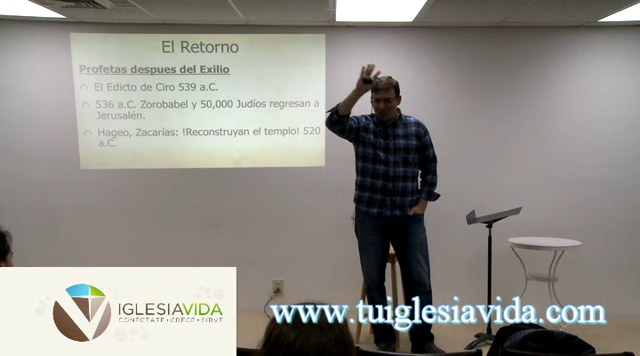 El Retorno
Profetas despues del Exilio
El Edicto de Ciro 539 a.C.
536 a.C. Zorobabel y 50,000 Judíos regresan a
Jerusalén.
Hageo, Zacarías: !Reconstruyan el templo! 520
a.C.
IGLESIAVIDA
CONÉCTATE • CRECE • SIRVE
www.tuiglesiavida.com